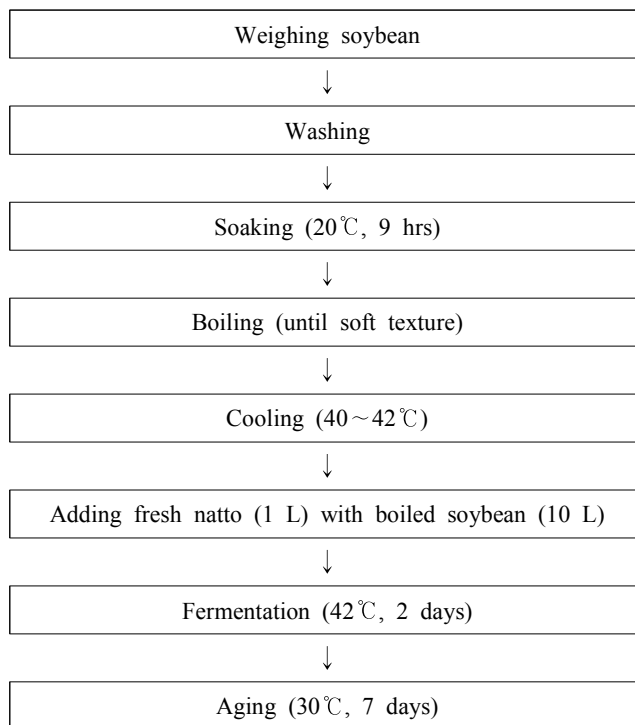 Weighing soybean
↓
Washing
↓
Soaking (20℃, 9 hrs)
↓
Boiling (until soft texture)
↓
Cooling (40～42℃)
↓
Adding fresh natto (1 L) with boiled soybean (10 L)
↓
Fermentation (42℃, 2 days)
↓
Aging (30℃, 7 days)